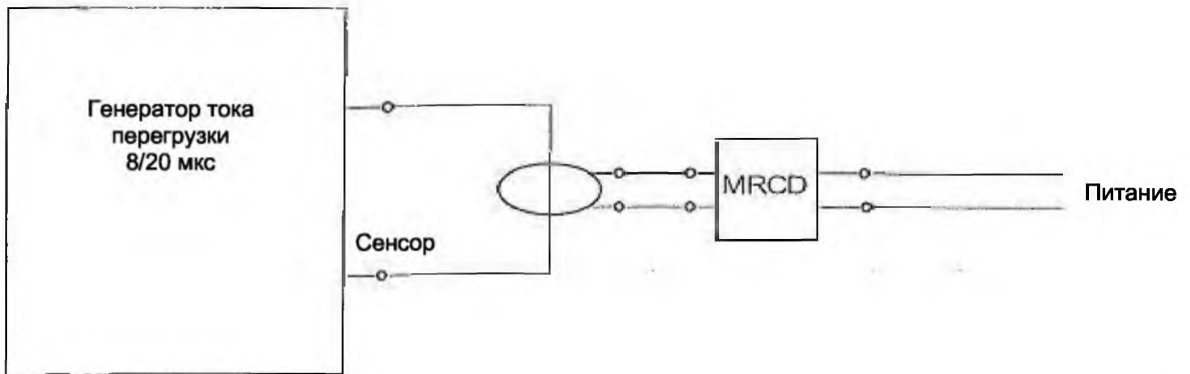 Генератор тока
перегрузки
8/20 мкс
MRCD
Питание
Сенсор